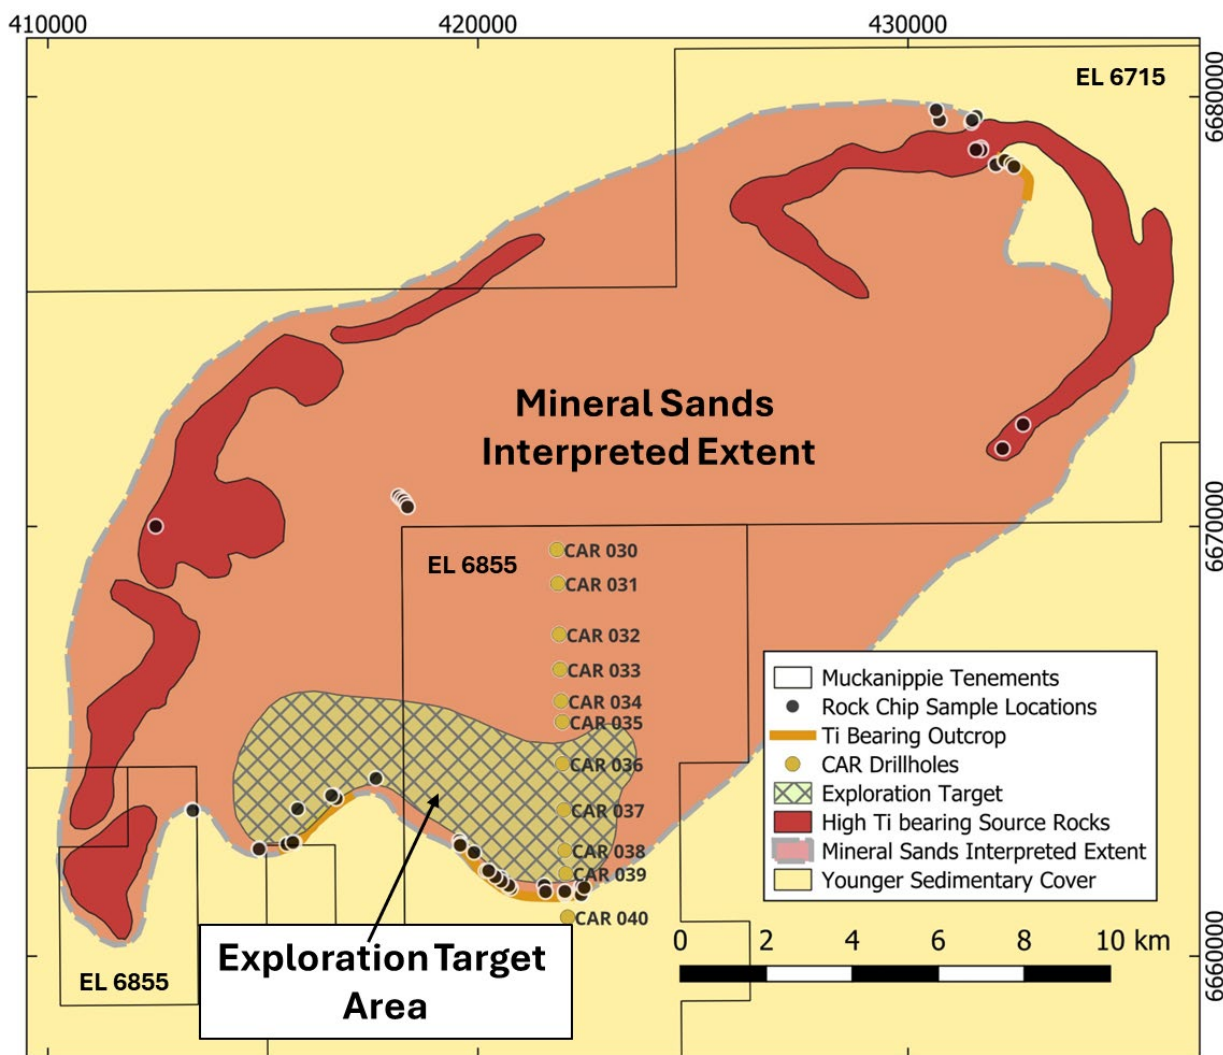 410000
420000
430000
EL 6715
6680000
Mineral Sands
Interpreted Extent
6670000
EL 6855
CAR 030
CAR 031
CAR 032
CAR 033
CAR 034
CAR 035
CAR 036
CAR 037
CAR 038
CAR 039
CAR 040
Muckanippie Tenements
Rock Chip Sample Locations
Ti Bearing Outcrop
CAR Drillholes
Exploration Target
High Ti bearing Source Rocks
Mineral Sands Interpreted Extent
Younger Sedimentary Cover
0 2 4 6 8 10 km
6660000
Exploration Target
Area
EL 6855